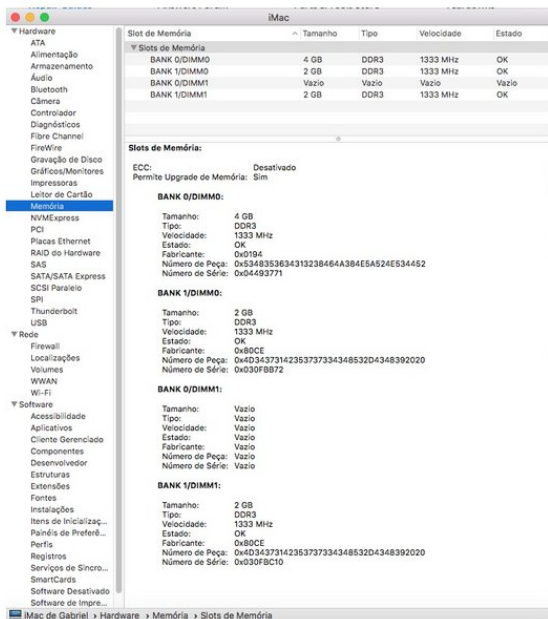 iMac
Hardware
ATA
Alimentação
Armazenamento
Áudio
Bluetooth
Câmera
Controlador
Diagnósticos
Fibre Channel
FireWire
Gravação de Disco
Gráficos/Monitores
Impressoras
Leitor de Cartão
Memória
NVMExpress
PCI
Placas Ethernet
RAID do Hardware
SAS
SATA/SATA Express
SCSI Paralelo
SPI
Thunderbolt
USB
Rede
Firewall
Localizações
Volumes
WWAN
Wi-Fi
Software
Acessibilidade
Aplicativos
Cliente Gerenciado
Componentes
Desenvolvedor
Estruturas
Extensões
Fontes
Instalações
Itens de Inicializaç...
Painéis de Preferê...
Perfis
Registros
Serviços de Sincro...
SmartCards
Software Desativado
Software de Impre...
Slot de Memória Tamanho Tipo Velocidade Estado
Slots de Memória
BANK 0/DIMM0 4 GB DDR3 1333 MHz OK
BANK 1/DIMM0 2 GB DDR3 1333 MHz OK
BANK 0/DIMM1 Vazio Vazio Vazio Vazio
BANK 1/DIMM1 2 GB DDR3 1333 MHz OK
Slots de Memória:
ECC: Desativado
Permite Upgrade de Memória: Sim
BANK 0/DIMM0:
Tamanho: 4 GB
Tipo: DDR3
Velocidade: 1333 MHz
Estado: OK
Fabricante: 0x0194
Número de Peça: 0x5348353634313238464A384E5A524E534452
Número de Série: 0x04493771
BANK 1/DIMM0:
Tamanho: 2 GB
Tipo: DDR3
Velocidade: 1333 MHz
Estado: OK
Fabricante: 0x80CE
Número de Peça: 0x4D34373142353737334348532D4348392020
Número de Série: 0x030FBB72
BANK 0/DIMM1:
Tamanho: Vazio
Tipo: Vazio
Velocidade: Vazio
Estado: Vazio
Fabricante: Vazio
Número de Peça: Vazio
Número de Série: Vazio
BANK 1/DIMM1:
Tamanho: 2 GB
Tipo: DDR3
Velocidade: 1333 MHz
Estado: OK
Fabricante: 0x80CE
Número de Peça: 0x4D34373142353737334348532D4348392020
Número de Série: 0x030FBC10
iMac de Gabriel › Hardware › Memória › Slots de Memória